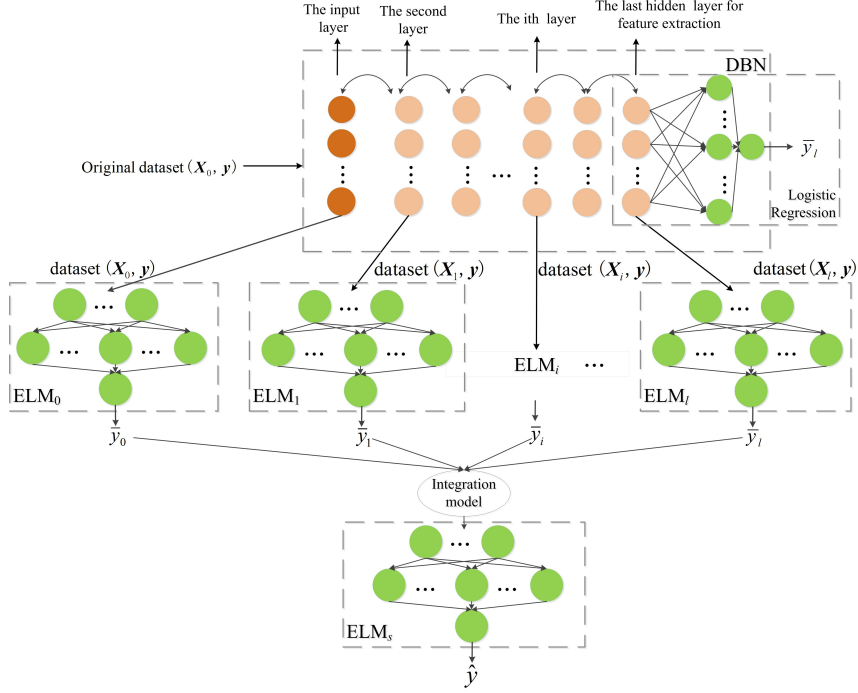 The input
layer
The second
layer
The ith layer
The last hidden layer for
feature extraction
DBN
Original dataset (X₀, y)
ȳₗ
Logistic
Regression
dataset (X₀, y)
dataset (X₁, y)
dataset (Xᵢ, y)
dataset (Xₗ, y)
ELM₀
ELM₁
ELMᵢ ...
ELMₗ
ȳ₀
ȳ₁
ȳᵢ
ȳₗ
Integration
model
ELMₛ
ŷ